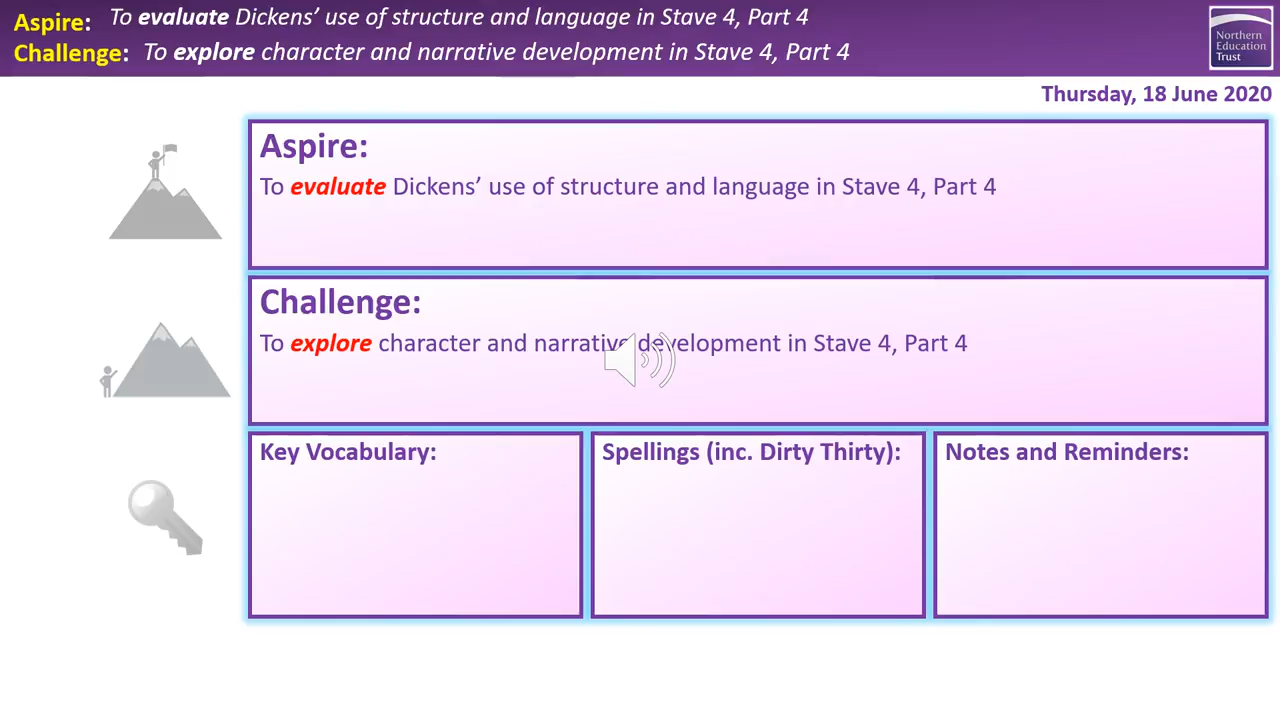 Aspire: To evaluate Dickens’ use of structure and language in Stave 4, Part 4
Challenge: To explore character and narrative development in Stave 4, Part 4
Northern
Education
Trust
Thursday, 18 June 2020
Aspire:
To evaluate Dickens’ use of structure and language in Stave 4, Part 4
Challenge:
To explore character and narrative development in Stave 4, Part 4
Key Vocabulary:
Spellings (inc. Dirty Thirty):
Notes and Reminders: